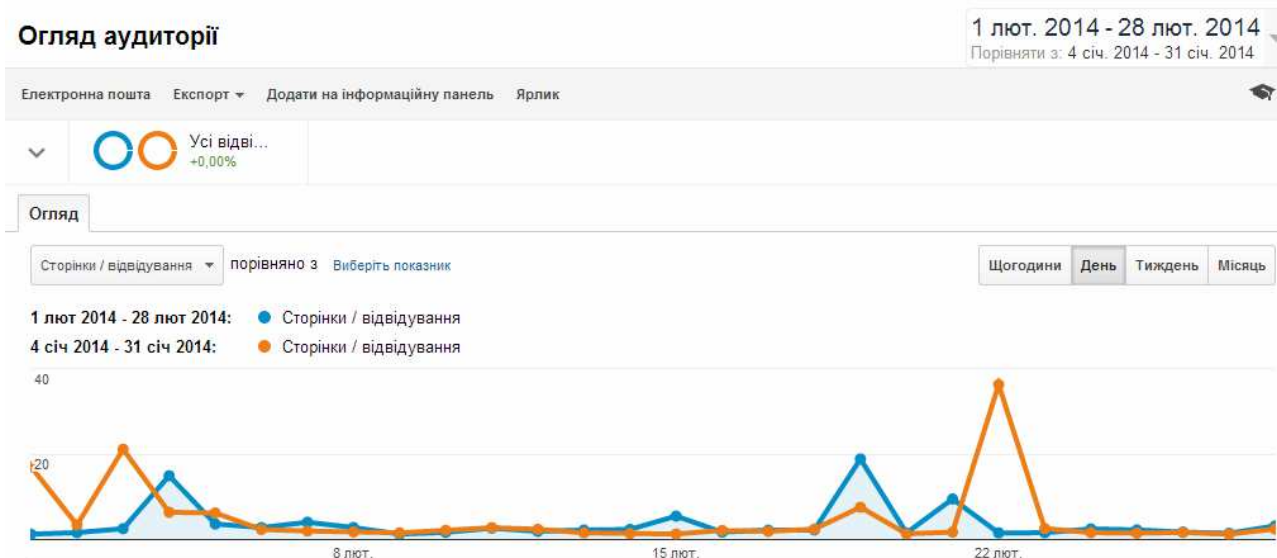 Огляд аудиторії
1 лют. 2014 - 28 лют. 2014
Порівняти з: 4 січ. 2014 - 31 січ. 2014
Електронна пошта Експорт Додати на інформаційну панель Ярлик
Усі відві...
+0,00%
Огляд
Сторінки / відвідування порівняно з Виберіть показник
Щогодини День Тиждень Місяць
1 лют 2014 - 28 лют 2014: Сторінки / відвідування
4 січ 2014 - 31 січ 2014: Сторінки / відвідування
40
20
8 лют. 15 лют. 22 лют.